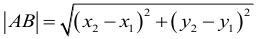 |AB| = √((x₂ − x₁)² + (y₂ − y₁)²)